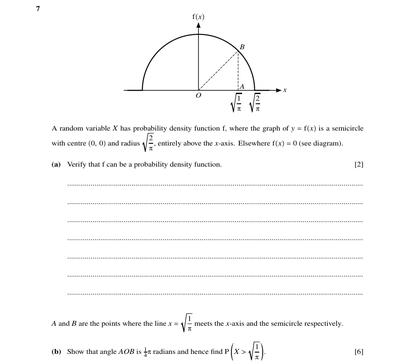 7
f(x)
B
O
A
x
√(1/π) √(2/π)
A random variable X has probability density function f, where the graph of y = f(x) is a semicircle
with centre (0, 0) and radius √(2/π), entirely above the x-axis. Elsewhere f(x) = 0 (see diagram).
(a) Verify that f can be a probability density function. [2]
A and B are the points where the line x = √(1/π) meets the x-axis and the semicircle respectively.
(b) Show that angle AOB is ¼π radians and hence find P(X > √(1/π)). [6]